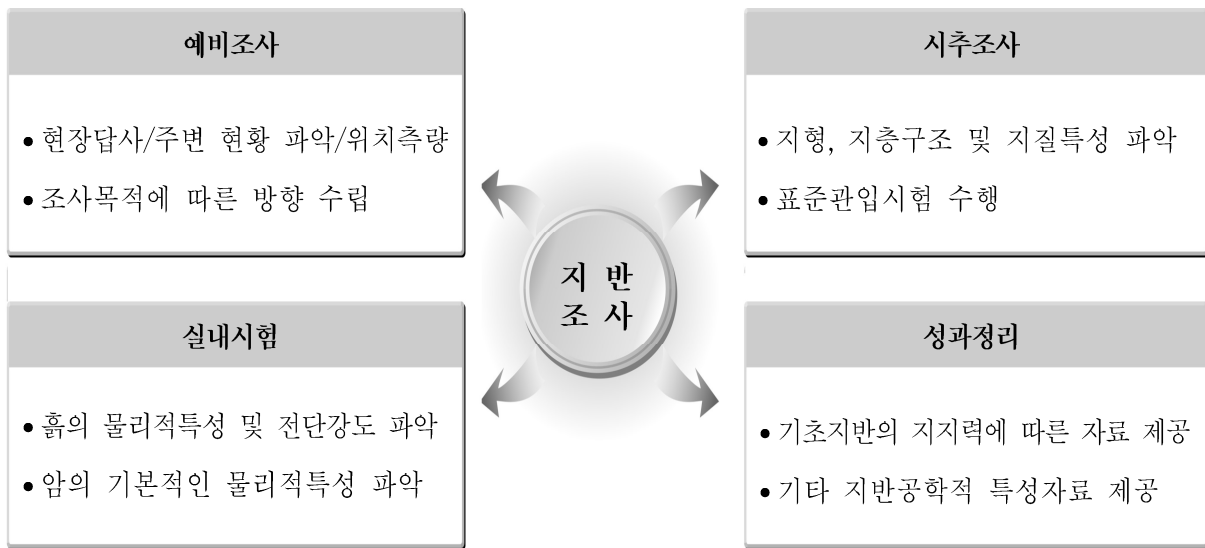 예비조사
• 현장답사/주변 현황 파악/위치측량
• 조사목적에 따른 방향 수립
시추조사
• 지형, 지층구조 및 지질특성 파악
• 표준관입시험 수행
지 반
조 사
실내시험
• 흙의 물리적특성 및 전단강도 파악
• 암의 기본적인 물리적특성 파악
성과정리
• 기초지반의 지지력에 따른 자료 제공
• 기타 지반공학적 특성자료 제공